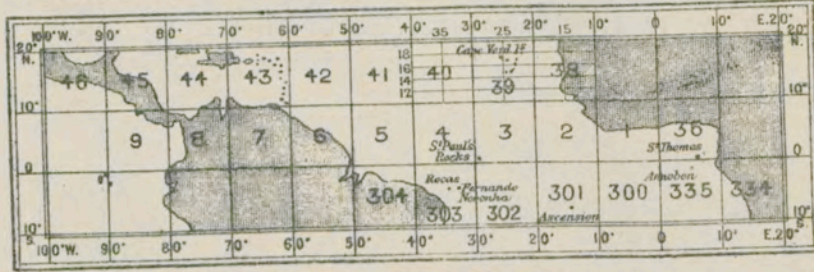 100°W. 90° 80° 70° 60° 50° 40° 30° 20° 10° 0 10° E.20°
35 25 15
20° N. 20° N.
18 16 14 12
Cape Verd Is
46 45 44 43 42 41 40 39 38
10° 10°
9 8 7 6 5 4 3 2 1 36
St Paul's Rocks
St Thomas
0 0
Rocas
Fernando Noronha
Annobon
304 303 302 301 300 335 334
Ascension
10° S. 10° S.
100°W. 90° 80° 70° 60° 50° 40° 30° 20° 10° 0 10° E.20°